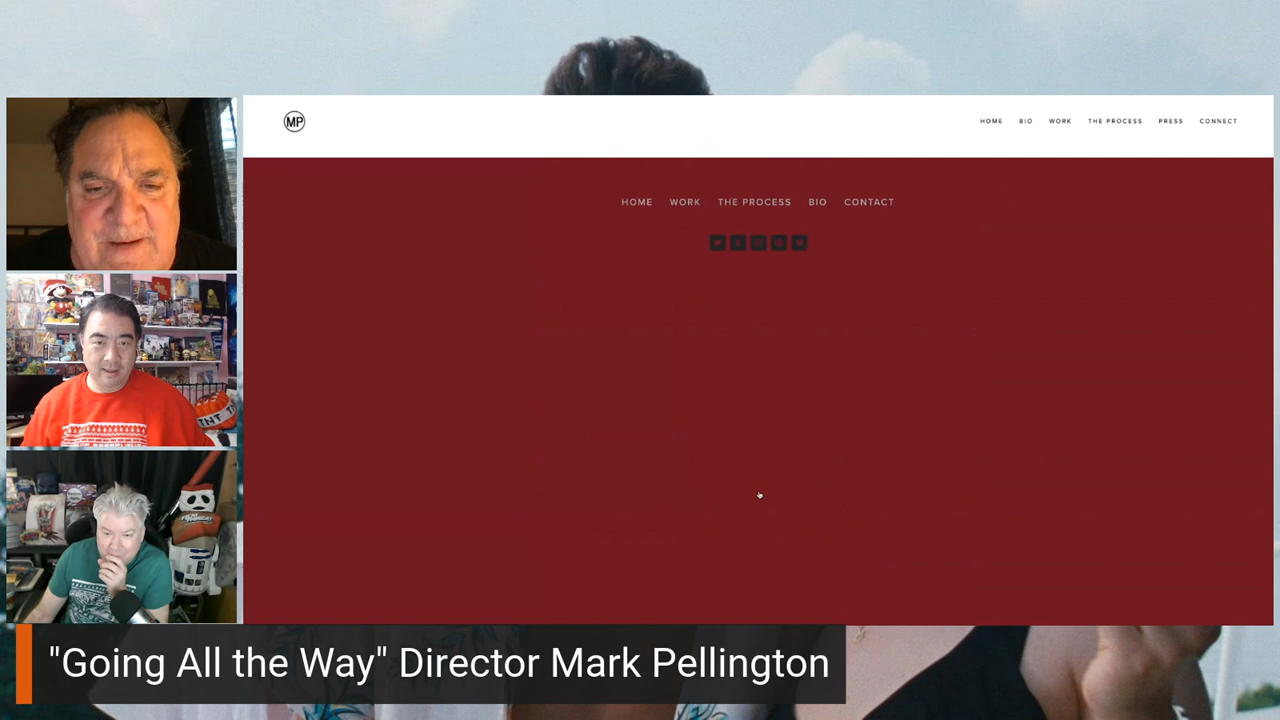 MP
HOME BIO WORK THE PROCESS PRESS CONNECT
HOME WORK THE PROCESS BIO CONTACT
TNT
"Going All the Way" Director Mark Pellington